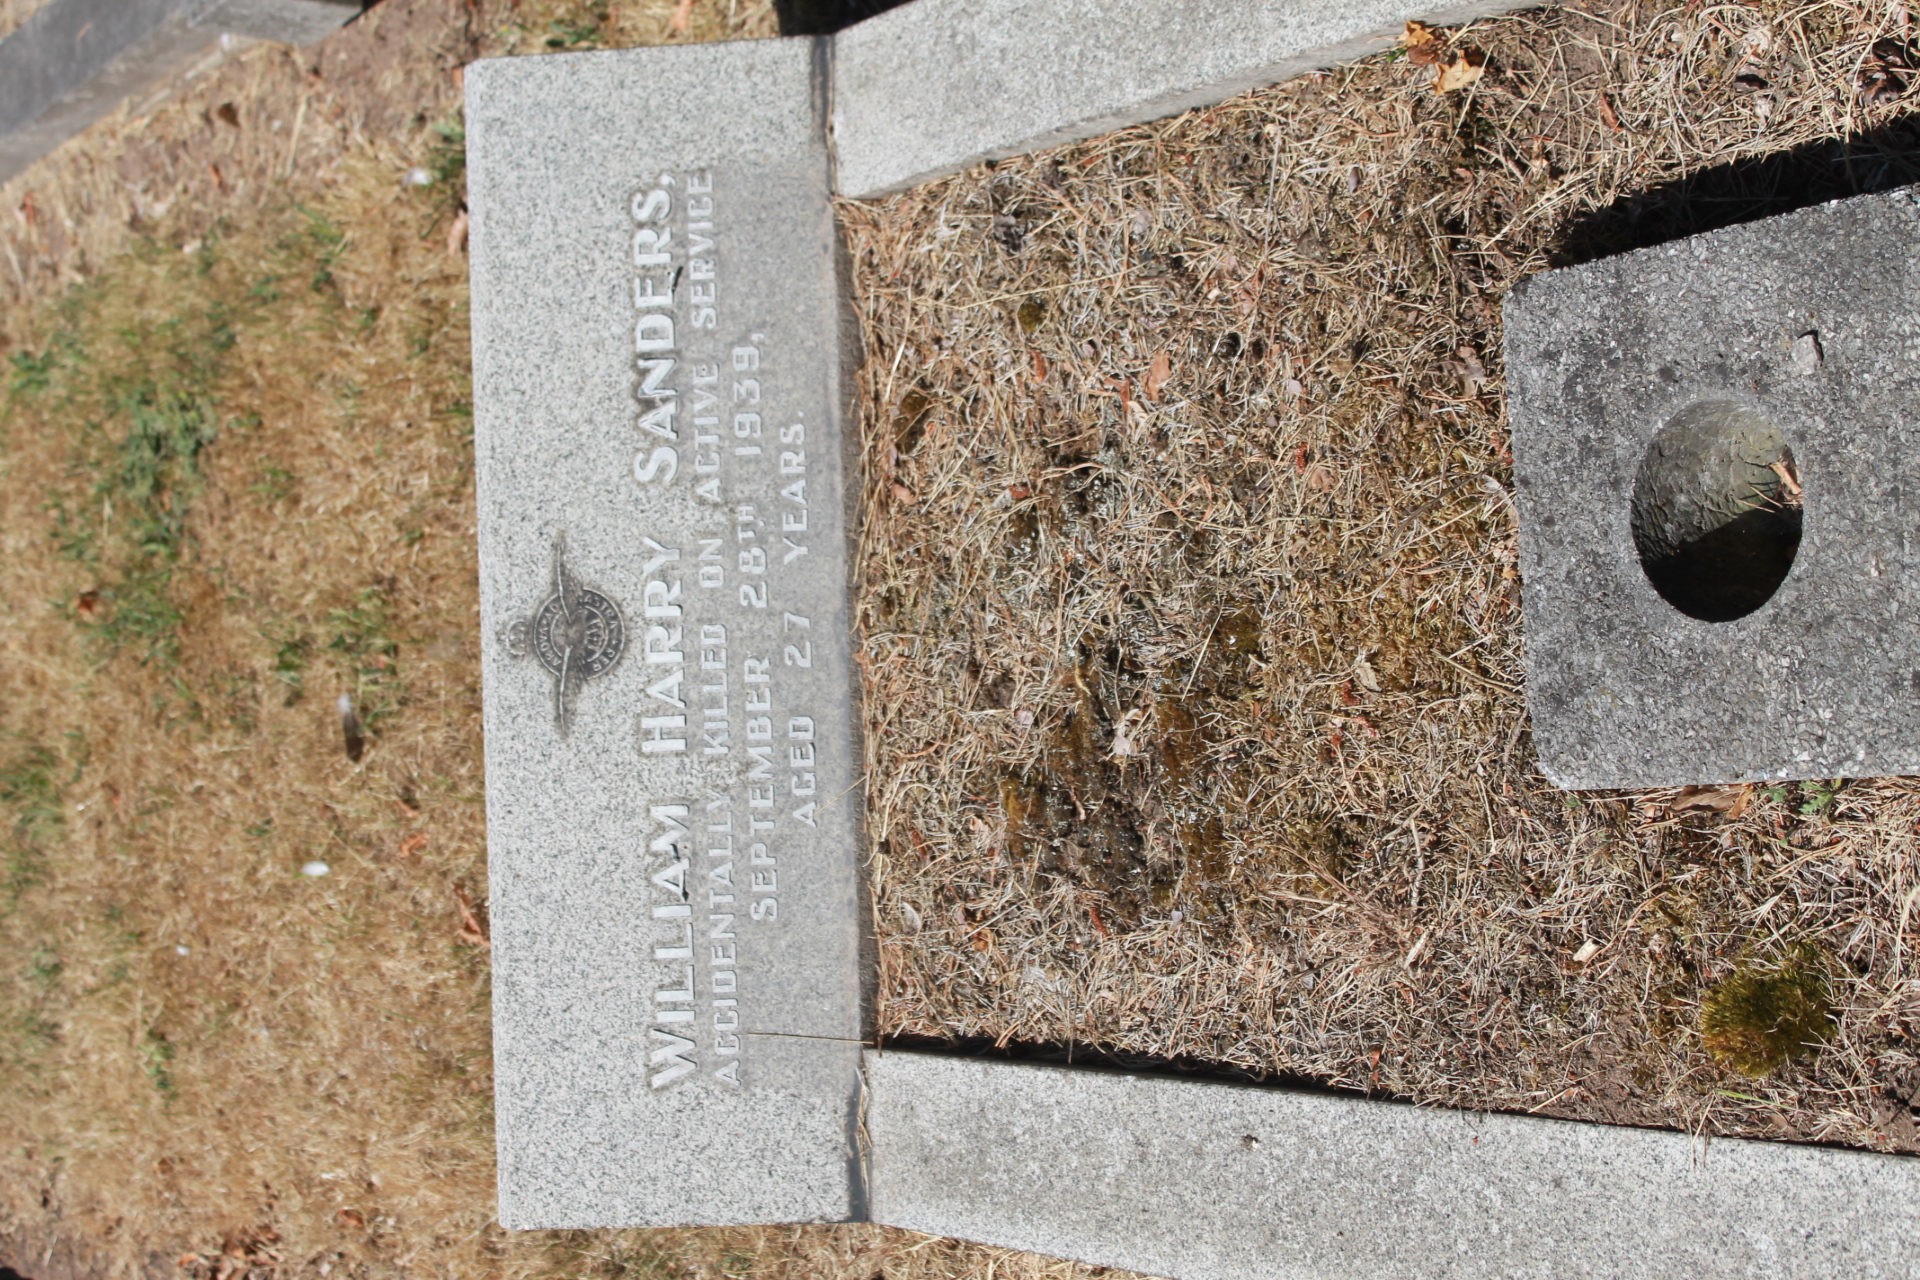 WILLIAM HARRY SANDERS,
ACCIDENTALLY KILLED ON ACTIVE SERVICE
SEPTEMBER 28TH 1939,
AGED 27 YEARS.